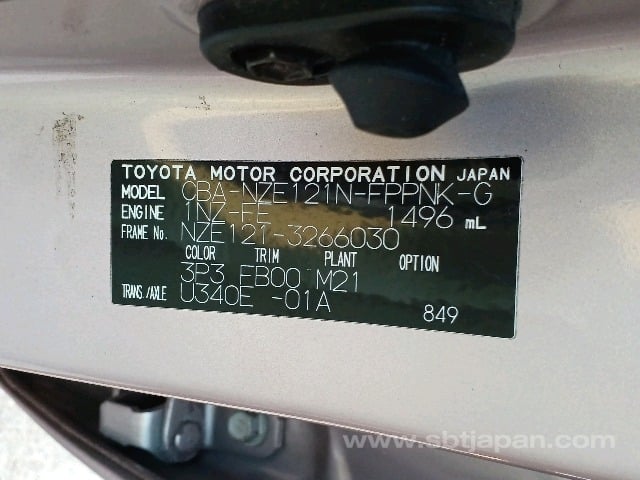 TOYOTA MOTOR CORPORATION JAPAN
MODEL CBA-NZE121N-FPPNK-G
ENGINE 1NZ-FE 1496 mL
FRAME No. NZE121-3266030
COLOR TRIM PLANT OPTION
3P3 FB00 M21
TRANS./AXLE U340E -01A
849
www.sbtjapan.com